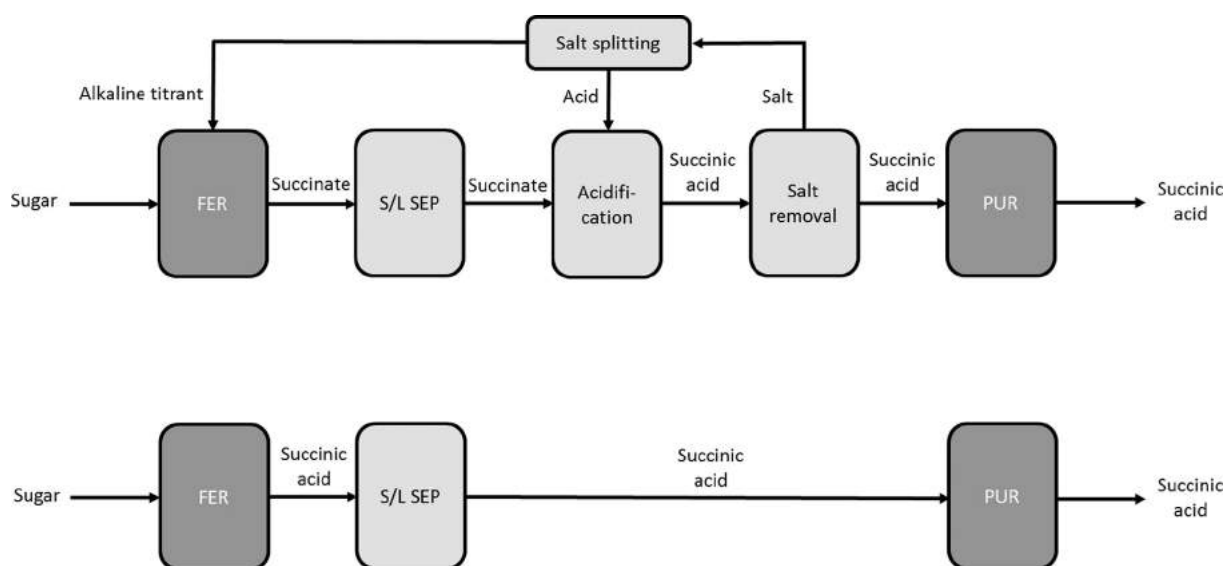 Salt splitting
Alkaline titrant
Acid
Salt
Sugar
FER
Succinate
S/L SEP
Succinate
Acidifi-
cation
Succinic
acid
Salt
removal
Succinic
acid
PUR
Succinic
acid
Sugar
FER
Succinic
acid
S/L SEP
Succinic
acid
PUR
Succinic
acid